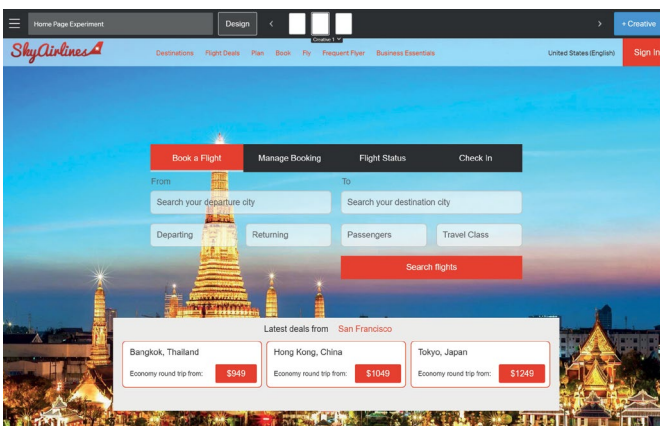 Home Page Experiment
Design
+ Creative
Creative 1
SkyAirlines
Destinations Flight Deals Plan Book Fly Frequent Flyer Business Essentials
United States (English)
Sign In
Book a Flight Manage Booking Flight Status Check In
From To
Search your departure city Search your destination city
Departing Returning Passengers Travel Class
Search flights
Latest deals from San Francisco
Bangkok, Thailand Hong Kong, China Tokyo, Japan
Economy round trip from: $949 Economy round trip from: $1049 Economy round trip from: $1249